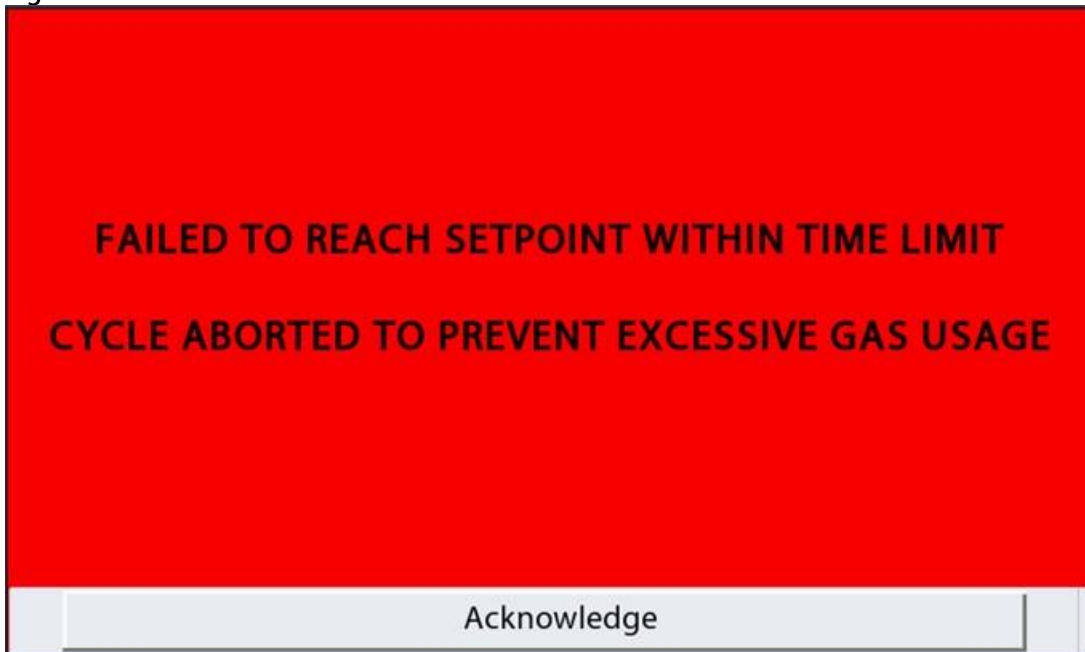 FAILED TO REACH SETPOINT WITHIN TIME LIMIT
CYCLE ABORTED TO PREVENT EXCESSIVE GAS USAGE
Acknowledge